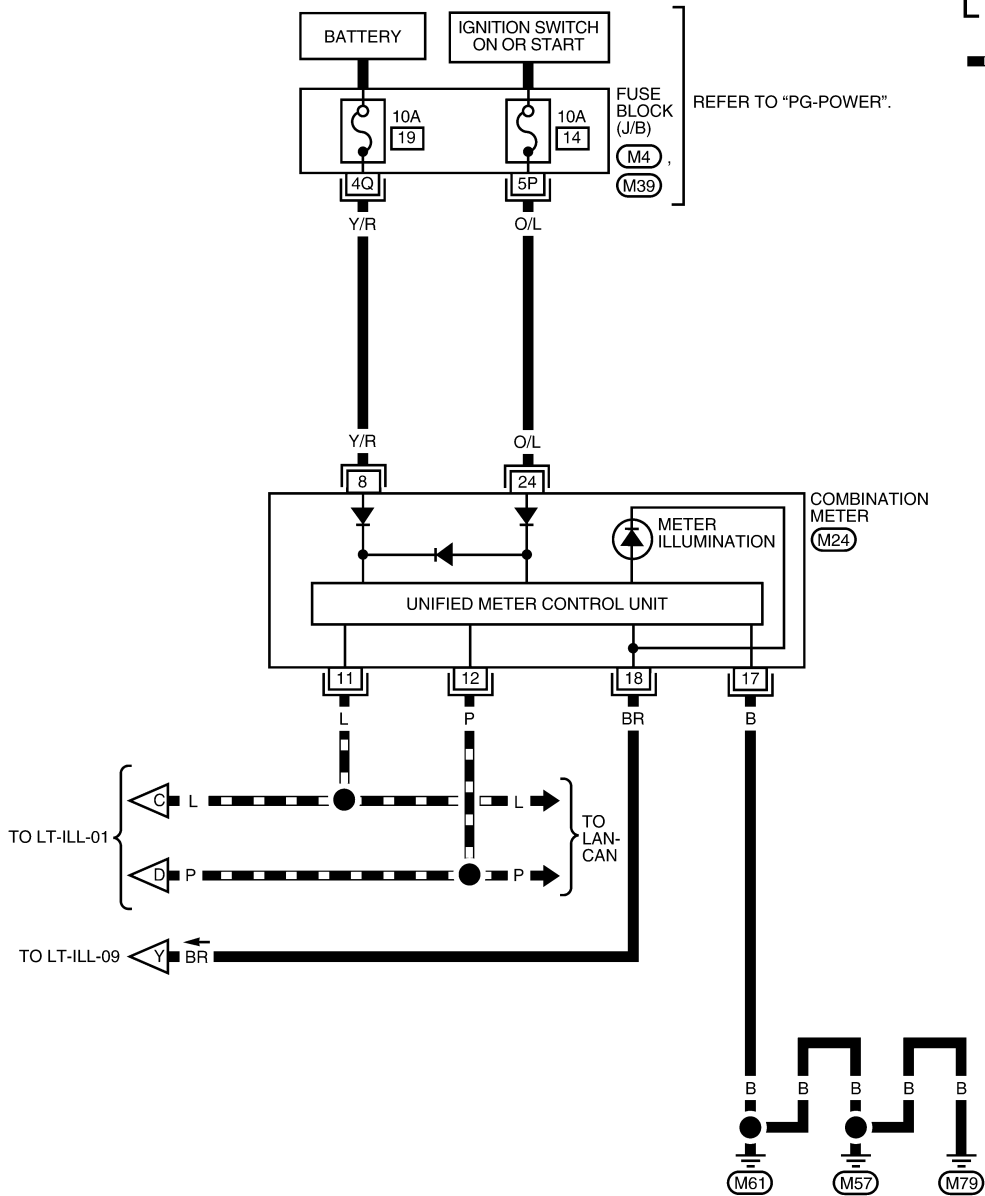 BATTERY
IGNITION SWITCH
ON OR START
10A
19
10A
14
FUSE
BLOCK
(J/B)
M4 ,
M39
REFER TO “PG-POWER”.
4Q
5P
Y/R
O/L
Y/R
O/L
8
24
COMBINATION
METER
M24
METER
ILLUMINATION
UNIFIED METER CONTROL UNIT
11
12
18
17
L
P
BR
B
C
L
L
TO LT-ILL-01
TO
LAN-
CAN
D
P
P
TO LT-ILL-09
Y
BR
B
B
B
B
B
M61
M57
M79